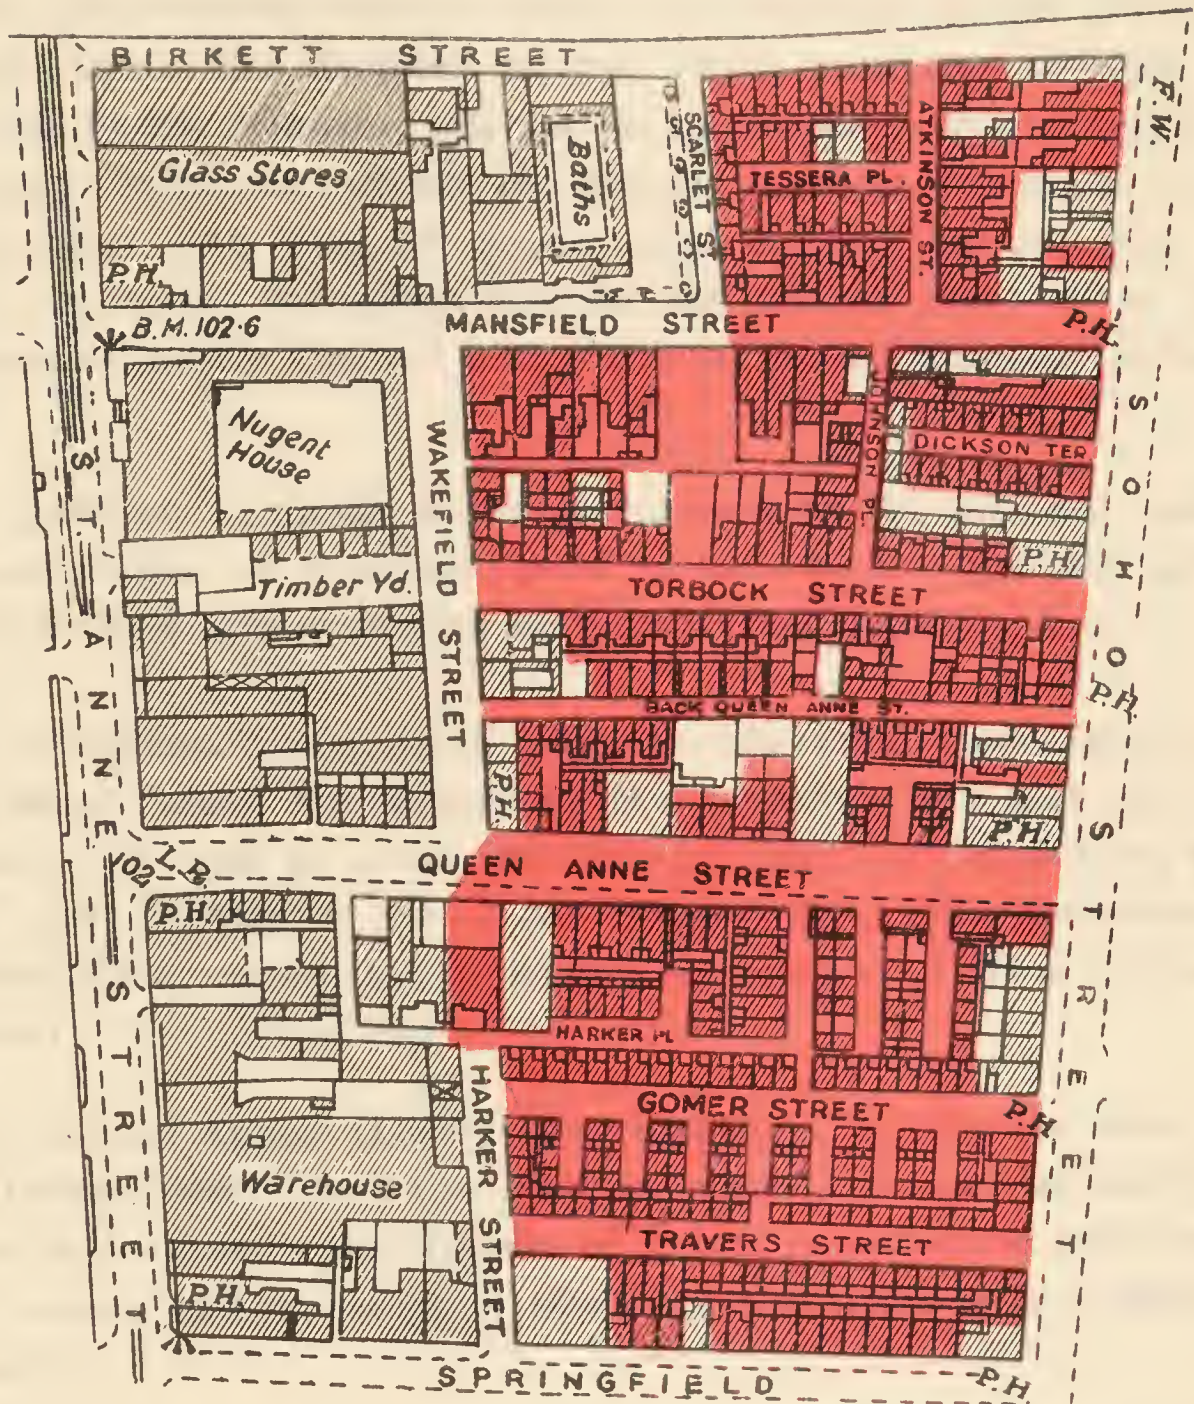 BIRKETT STREET
F.W.
Glass Stores
Baths
SCARLET ST.
TESSERA PL.
ATKINSON ST.
P.H.
B.M. 102·6
MANSFIELD STREET
P.H.
Nugent
House
WAKEFIELD STREET
JOHNSON PL.
DICKSON TER
SOHO STREET
P.H.
Timber Yd.
TORBOCK STREET
P.H.
BACK QUEEN ANNE ST.
P.H.
P.H.
102
L.R.
QUEEN ANNE STREET
P.H.
ST. ANNE STREET
HARKER PL
HARKER STREET
GOMER STREET
P.H.
Warehouse
TRAVERS STREET
P.H.
SPRINGFIELD
P.H